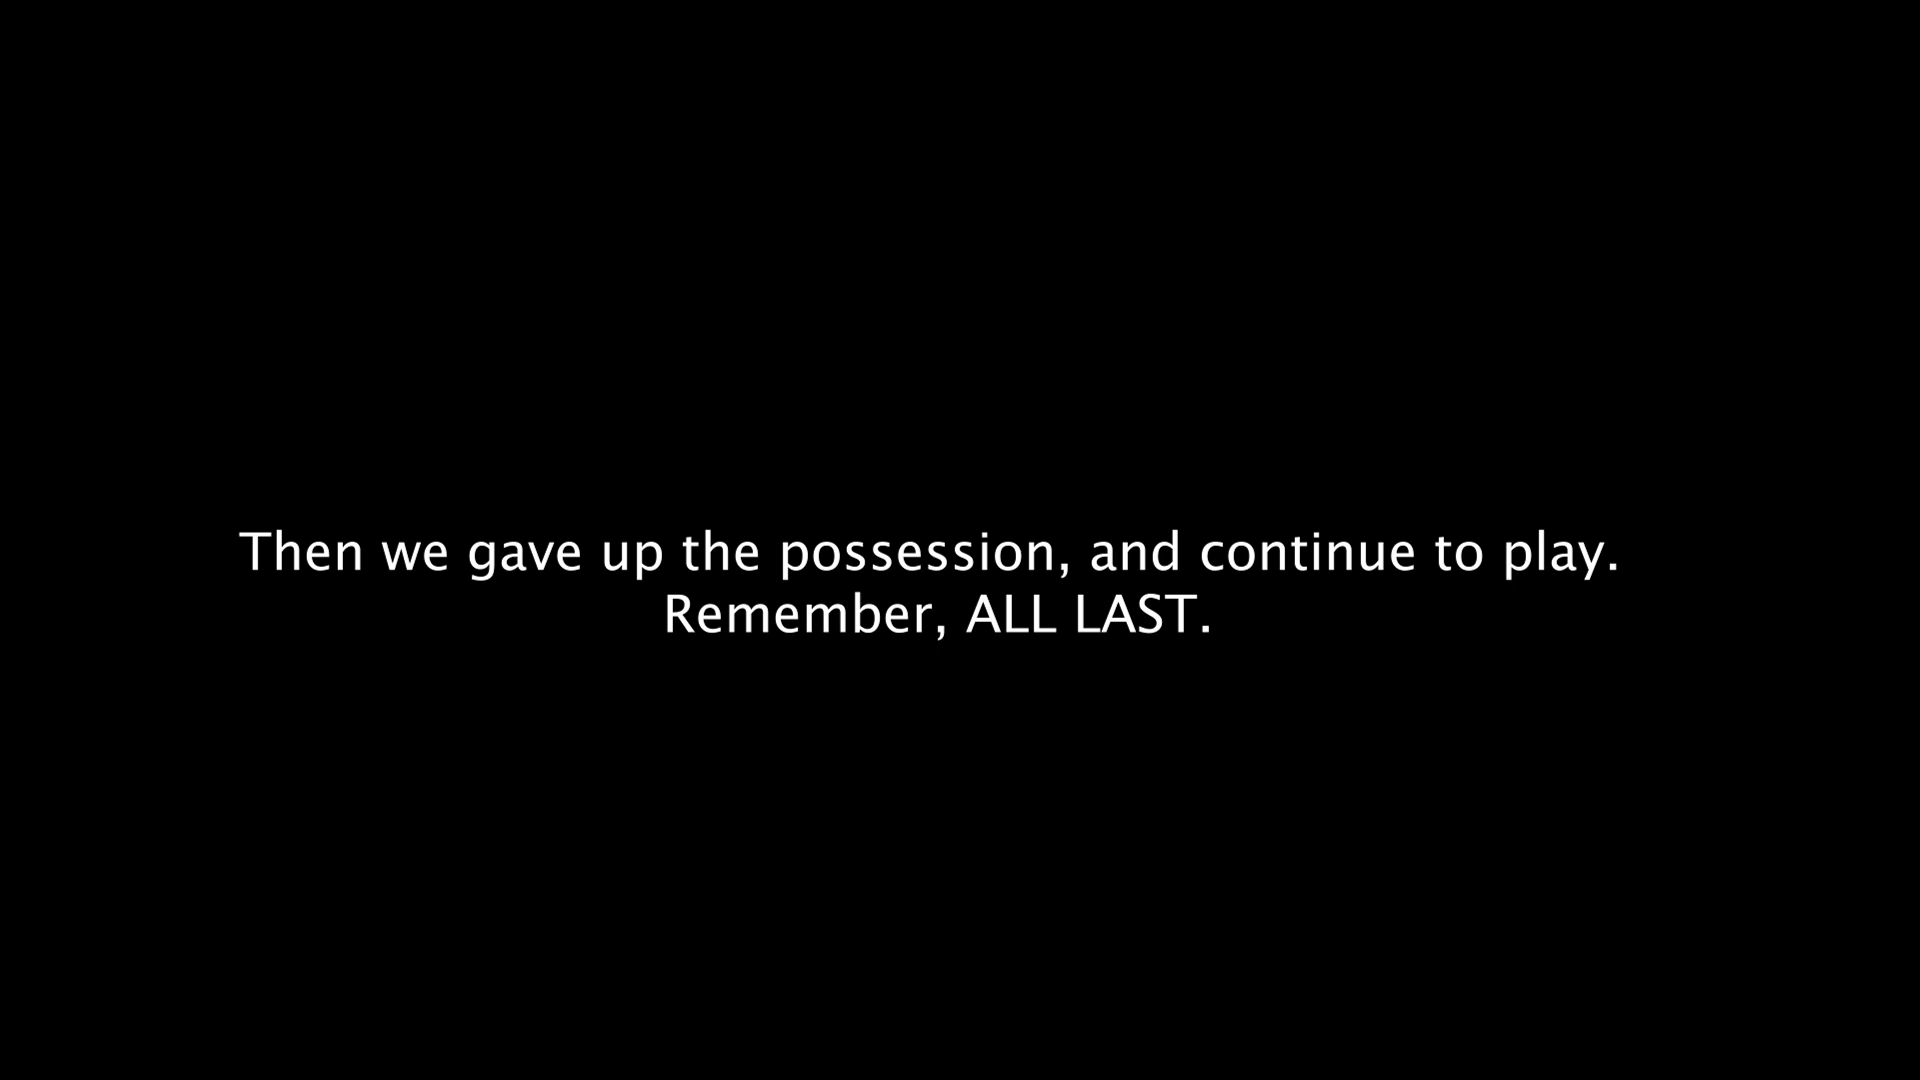 Then we gave up the possession, and continue to play.
Remember, ALL LAST.